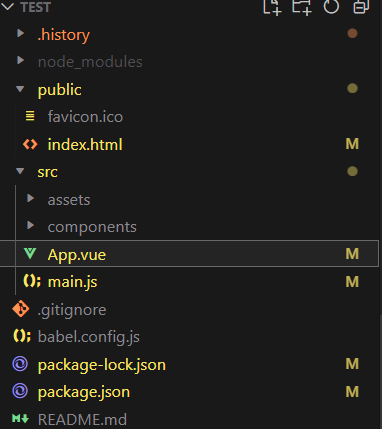 TEST
.history
node_modules
public
favicon.ico
index.html M
src
assets
components
App.vue M
main.js M
.gitignore
babel.config.js
package-lock.json M
package.json M
README.md